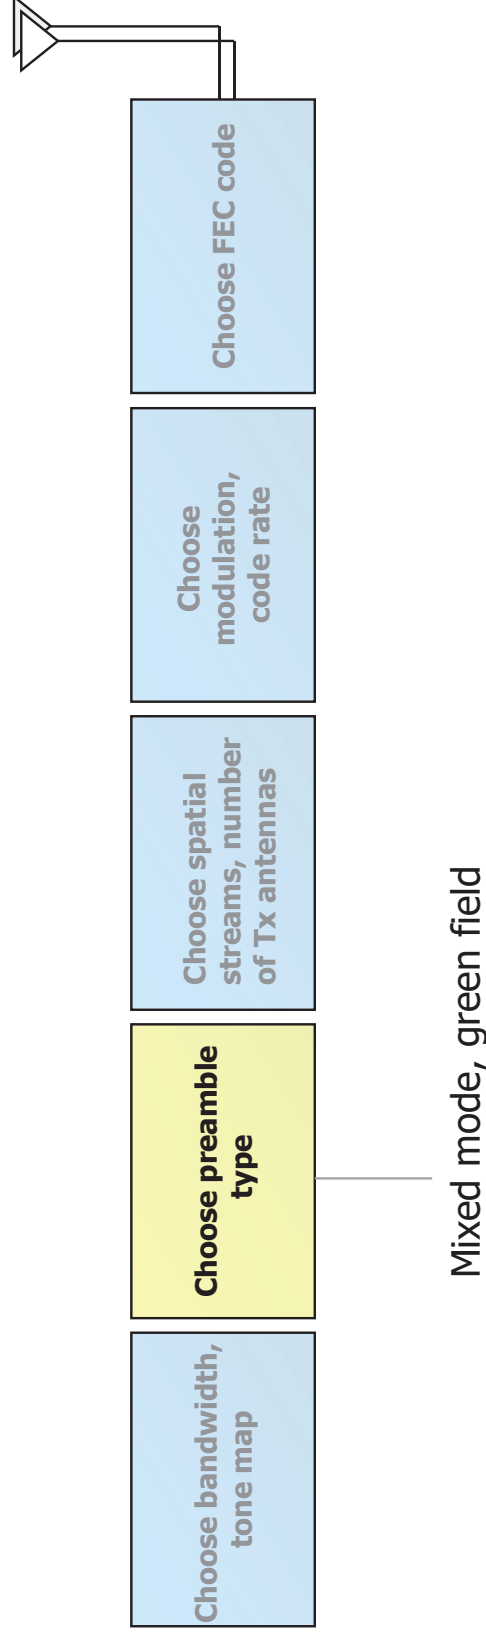 Choose bandwidth,
tone map
Choose preamble
type
Choose spatial
streams, number
of Tx antennas
Choose
modulation,
code rate
Choose FEC code
Mixed mode, green field